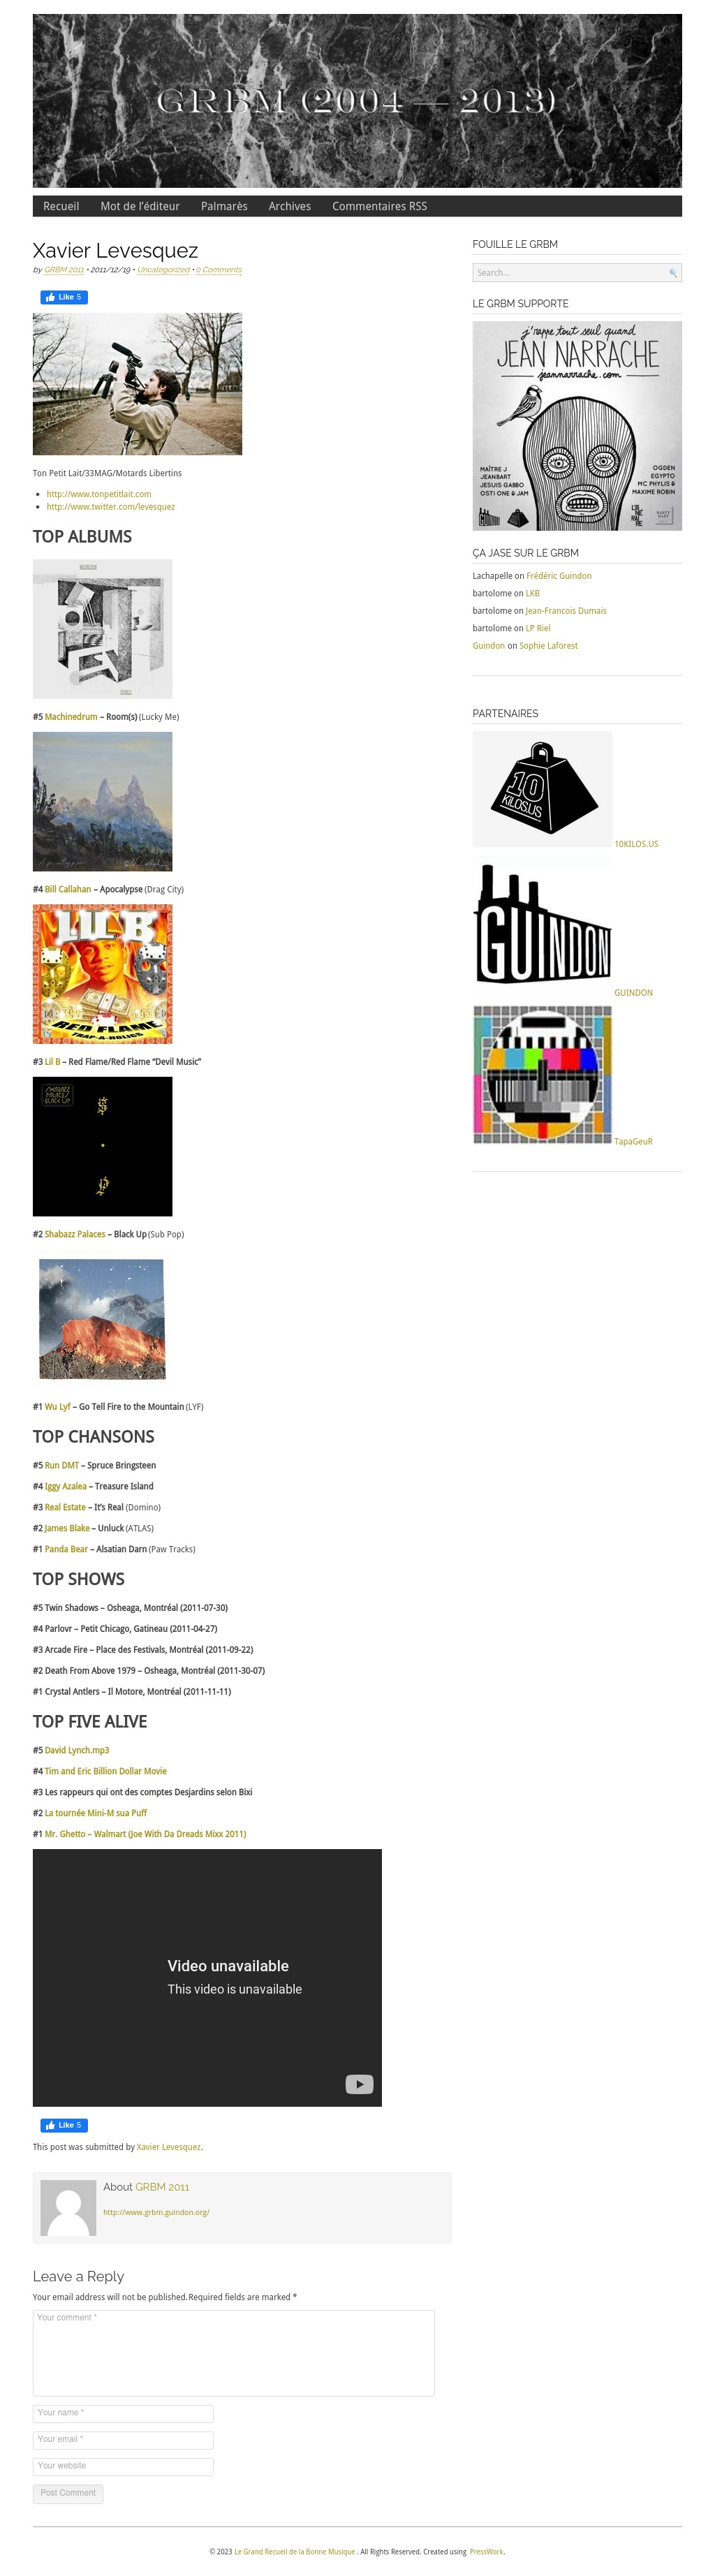 GRBM (2004 — 2013)
Recueil Mot de l'éditeur Palmarès Archives Commentaires RSS
Xavier Levesquez
by GRBM 2011 • 2011/12/19 • Uncategorized • 0 Comments
Like 5
Ton Petit Lait/33MAG/Motards Libertins
http://www.tonpetitlait.com
http://www.twitter.com/levesquez
TOP ALBUMS
#5 Machinedrum – Room(s) (Lucky Me)
Apocalypse Bill Callahan
#4 Bill Callahan – Apocalypse (Drag City)
LIL B
RED FLAME
TRAP-A-HOLICS
#3 Lil B – Red Flame/Red Flame “Devil Music”
SHABAZZ
PALACES
BLACK UP
#2 Shabazz Palaces – Black Up (Sub Pop)
#1 Wu Lyf – Go Tell Fire to the Mountain (LYF)
TOP CHANSONS
#5 Run DMT – Spruce Bringsteen
#4 Iggy Azalea – Treasure Island
#3 Real Estate – It’s Real (Domino)
#2 James Blake – Unluck (ATLAS)
#1 Panda Bear – Alsatian Darn (Paw Tracks)
TOP SHOWS
#5 Twin Shadows – Osheaga, Montréal (2011-07-30)
#4 Parlovr – Petit Chicago, Gatineau (2011-04-27)
#3 Arcade Fire – Place des Festivals, Montréal (2011-09-22)
#2 Death From Above 1979 – Osheaga, Montréal (2011-30-07)
#1 Crystal Antlers – Il Motore, Montréal (2011-11-11)
TOP FIVE ALIVE
#5 David Lynch.mp3
#4 Tim and Eric Billion Dollar Movie
#3 Les rappeurs qui ont des comptes Desjardins selon Bixi
#2 La tournée Mini-M sua Puff
#1 Mr. Ghetto – Walmart (Joe With Da Dreads Mixx 2011)
Video unavailable
This video is unavailable
Like 5
This post was submitted by Xavier Levesquez.
About GRBM 2011
http://www.grbm.guindon.org/
Leave a Reply
Your email address will not be published. Required fields are marked *
Your comment *
Your name *
Your email *
Your website
Post Comment
FOUILLE LE GRBM
Search...
LE GRBM SUPPORTE
j'rappe tout seul quand
JEAN NARRACHE
jeannarrache.com
MAÎTRE J
JEANBART
JESUIS GABBO
OSTI ONE & JAM
OGDEN
EGYPTO
MC PHYLIS &
MAXIME ROBIN
ÇA JASE SUR LE GRBM
Lachapelle on Frédéric Guindon
bartolome on LKB
bartolome on Jean-Francois Dumais
bartolome on LP Riel
Guindon on Sophie Laforest
PARTENAIRES
10
KILOS.US
10KILOS.US
GUINDON
GUINDON
TapaGeuR
© 2023 Le Grand Recueil de la Bonne Musique . All Rights Reserved. Created using PressWork.